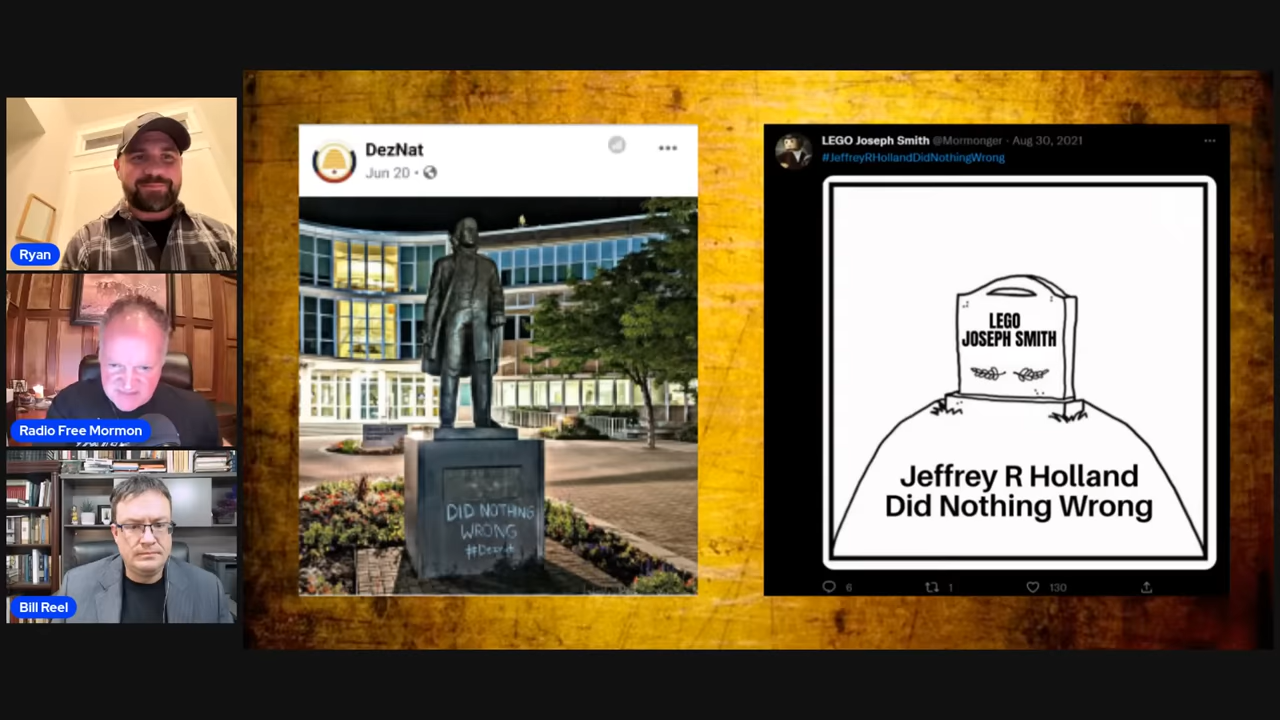 Ryan
Radio Free Mormon
Bill Reel
DezNat
Jun 20 ·
DID NOTHING
WRONG
#DezNat
LEGO Joseph Smith @Mormonger · Aug 30, 2021
#JeffreyRHollandDidNothingWrong
LEGO
JOSEPH SMITH
Jeffrey R Holland
Did Nothing Wrong
6 1 130